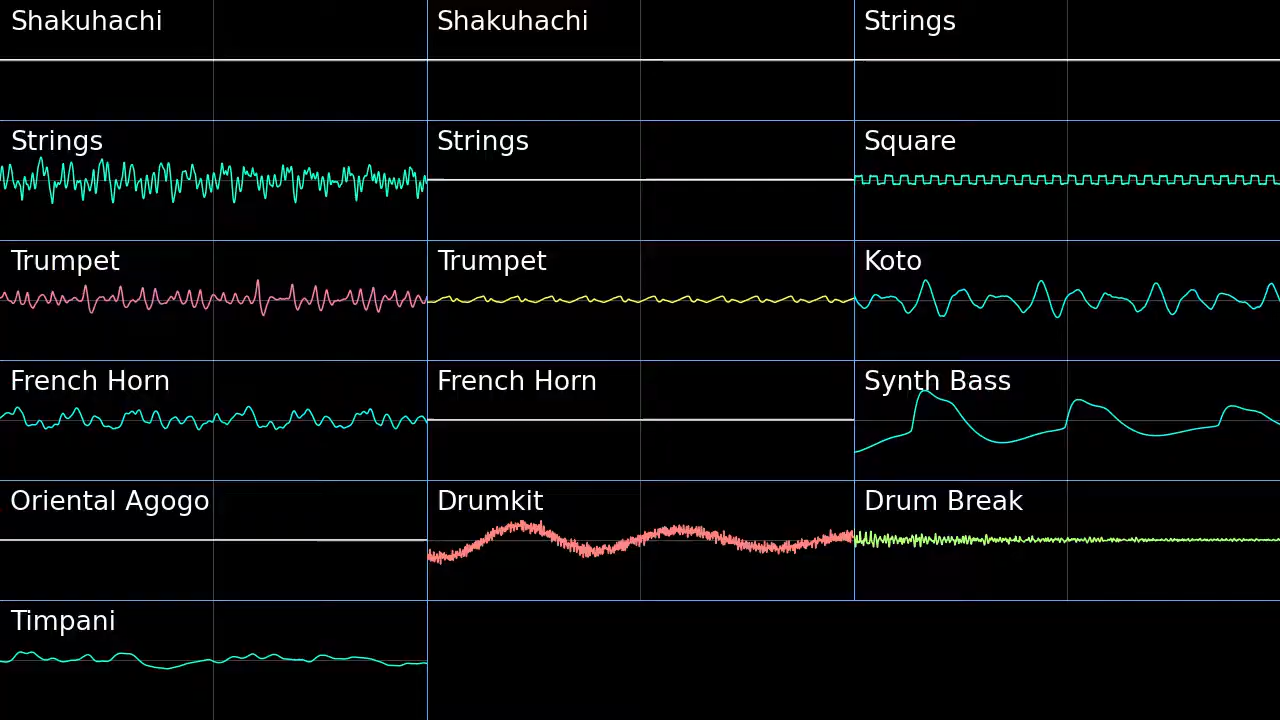 Shakuhachi
Shakuhachi
Strings
Strings
Strings
Square
Trumpet
Trumpet
Koto
French Horn
French Horn
Synth Bass
Oriental Agogo
Drumkit
Drum Break
Timpani